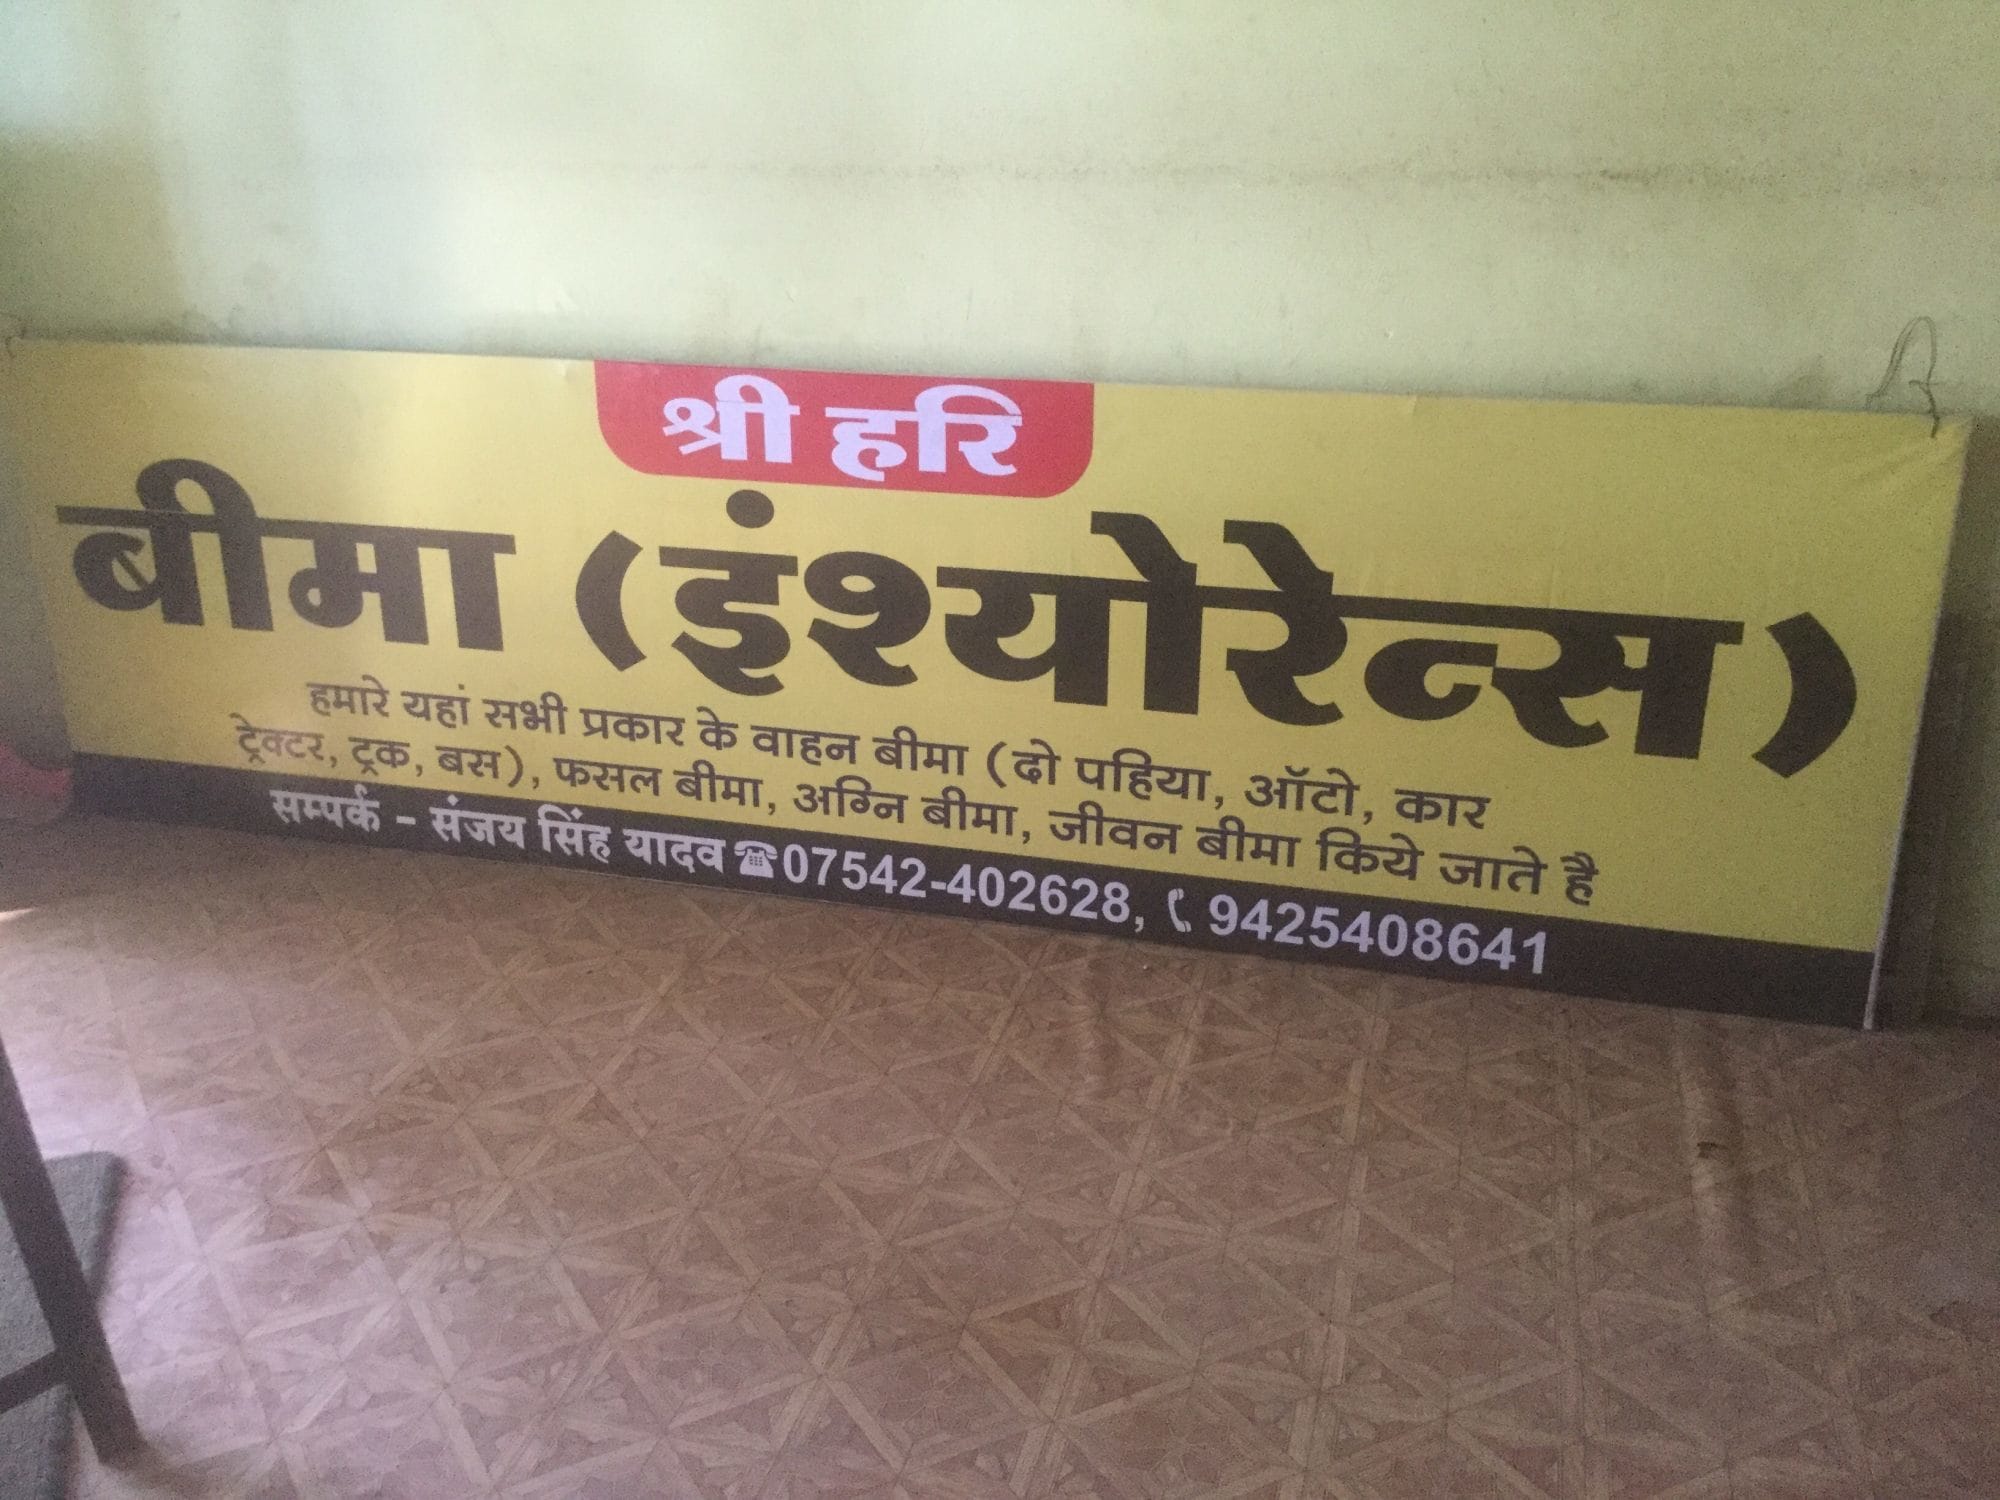 श्री हरि
बीमा (इंश्योरेन्स)
हमारे यहां सभी प्रकार के वाहन बीमा (दो पहिया, ऑटो, कार
ट्रेक्टर, ट्रक, बस), फसल बीमा, अग्नि बीमा, जीवन बीमा किये जाते है
सम्पर्क - संजय सिंह यादव ☎07542-402628, ✆ 9425408641